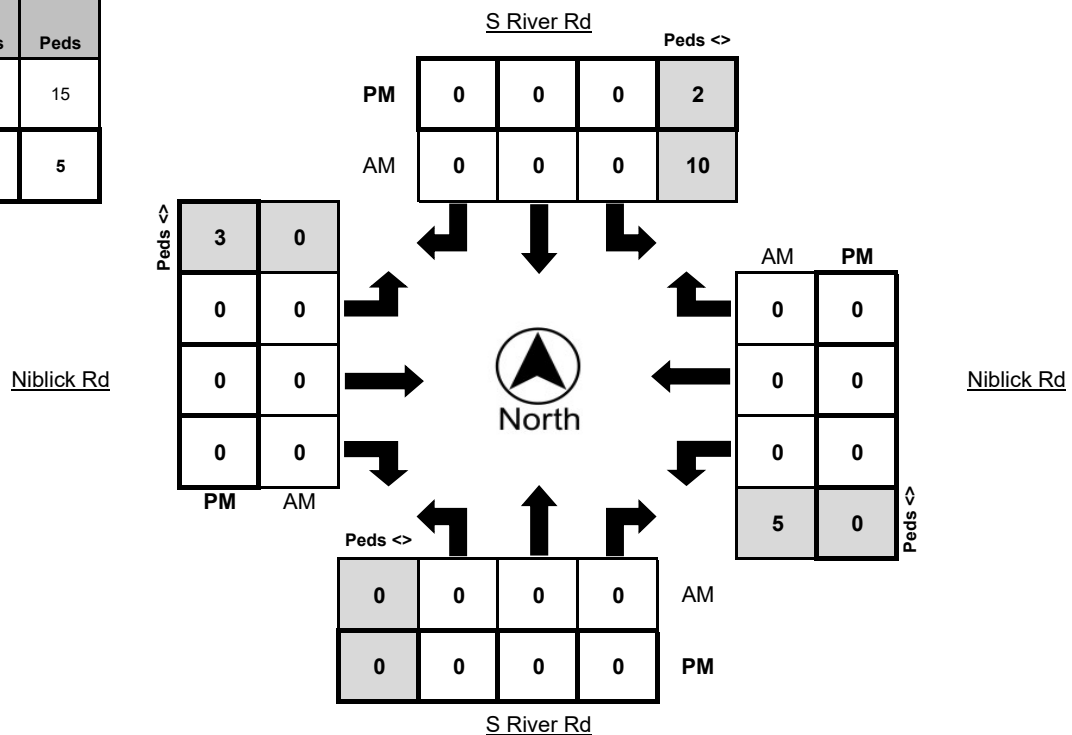 S River Rd
Peds
Peds <>
PM 0 0 0 2
15
AM 0 0 0 10
5
Peds <>
3 0
AM PM
0 0
0 0
Niblick Rd
0 0
North
0 0
Niblick Rd
0 0
0 0
PM AM
5 0
Peds <>
Peds <>
0 0 0 0 AM
0 0 0 0 PM
S River Rd